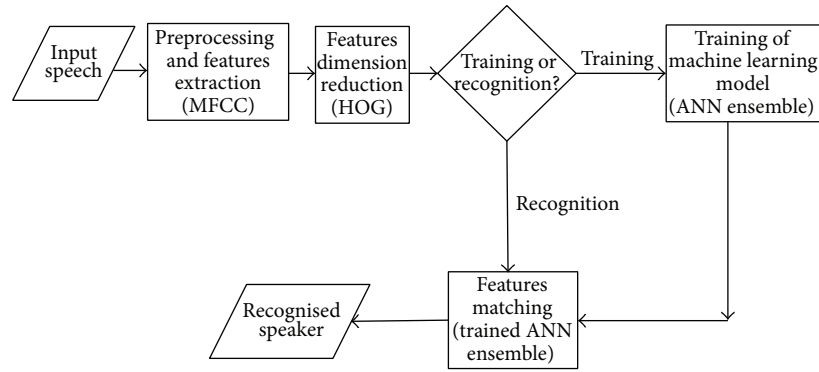 Input
speech
Preprocessing
and features
extraction
(MFCC)
Features
dimension
reduction
(HOG)
Training or
recognition?
Training
Training of
machine learning
model
(ANN ensemble)
Recognition
Features
matching
(trained ANN
ensemble)
Recognised
speaker